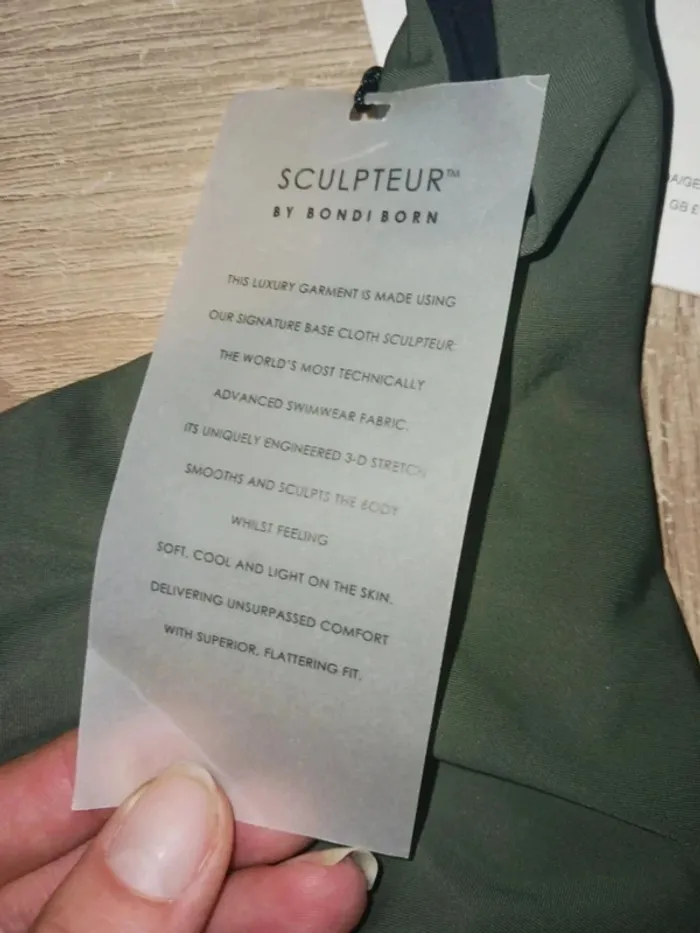 SCULPTEUR™
BY BONDI BORN
THIS LUXURY GARMENT IS MADE USING
OUR SIGNATURE BASE CLOTH SCULPTEUR:
THE WORLD'S MOST TECHNICALLY
ADVANCED SWIMWEAR FABRIC.
ITS UNIQUELY ENGINEERED 3-D STRETCH
SMOOTHS AND SCULPTS THE BODY
WHILST FEELING
SOFT, COOL AND LIGHT ON THE SKIN,
DELIVERING UNSURPASSED COMFORT
WITH SUPERIOR, FLATTERING FIT.
GB £